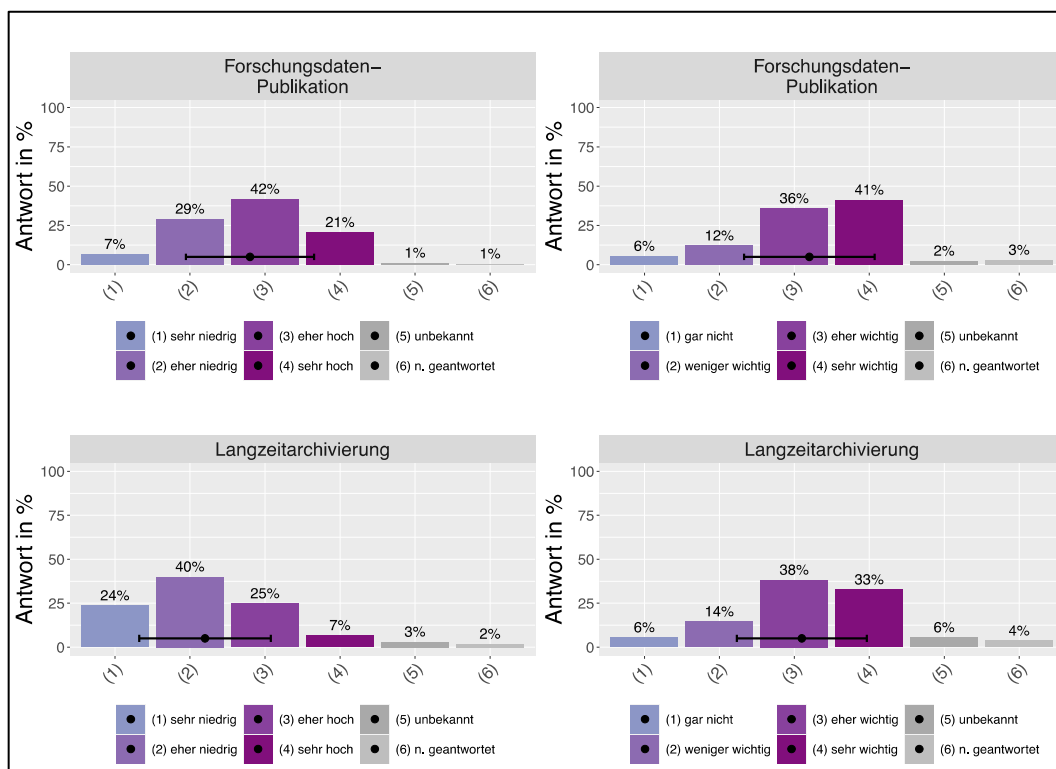 Forschungsdaten–
Publikation
Antwort in %
100
75
50
25
0
7%
29%
42%
21%
1%
1%
(1)
(2)
(3)
(4)
(5)
(6)
(1) sehr niedrig
(3) eher hoch
(5) unbekannt
(2) eher niedrig
(4) sehr hoch
(6) n. geantwortet
Forschungsdaten–
Publikation
Antwort in %
100
75
50
25
0
6%
12%
36%
41%
2%
3%
(1)
(2)
(3)
(4)
(5)
(6)
(1) gar nicht
(3) eher wichtig
(5) unbekannt
(2) weniger wichtig
(4) sehr wichtig
(6) n. geantwortet
Langzeitarchivierung
Antwort in %
100
75
50
25
0
24%
40%
25%
7%
3%
2%
(1)
(2)
(3)
(4)
(5)
(6)
(1) sehr niedrig
(3) eher hoch
(5) unbekannt
(2) eher niedrig
(4) sehr hoch
(6) n. geantwortet
Langzeitarchivierung
Antwort in %
100
75
50
25
0
6%
14%
38%
33%
6%
4%
(1)
(2)
(3)
(4)
(5)
(6)
(1) gar nicht
(3) eher wichtig
(5) unbekannt
(2) weniger wichtig
(4) sehr wichtig
(6) n. geantwortet